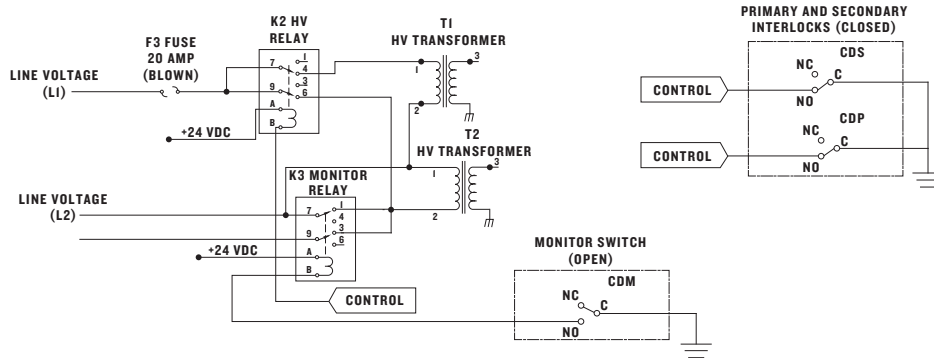 K2 HV
RELAY
T1
HV TRANSFORMER
PRIMARY AND SECONDARY
INTERLOCKS (CLOSED)
F3 FUSE
20 AMP
(BLOWN)
LINE VOLTAGE
(L1)
1
7
4
3
9
6
A
B
+24 VDC
1
2
3
CDS
NC
C
NO
CONTROL
CDP
NC
C
NO
CONTROL
T2
HV TRANSFORMER
1
2
3
K3 MONITOR
RELAY
LINE VOLTAGE
(L2)
1
7
4
3
9
6
A
B
+24 VDC
CONTROL
MONITOR SWITCH
(OPEN)
CDM
NC
C
NO